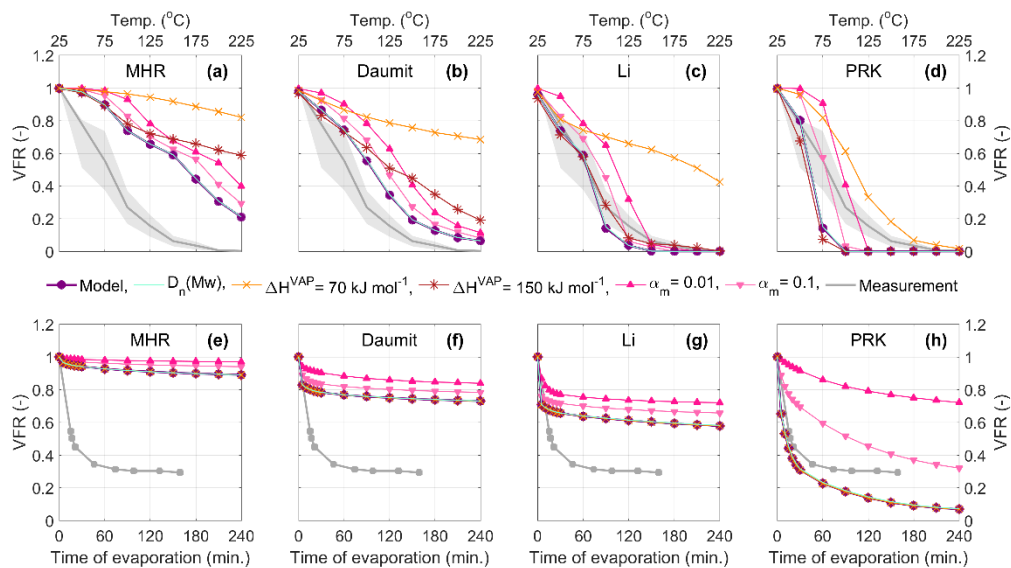 Temp. (°C) Temp. (°C) Temp. (°C) Temp. (°C)
25 75 125 175 225 25 75 125 175 225 25 75 125 175 225 25 75 125 175 225
1.2 1.2
MHR (a) Daumit (b) Li (c) PRK (d)
1 1
0.8 0.8
VFR (-) VFR (-)
0.6 0.6
0.4 0.4
0.2 0.2
0 0
Model, Dn(Mw), ΔH^VAP= 70 kJ mol⁻¹, ΔH^VAP= 150 kJ mol⁻¹, αm= 0.01, αm= 0.1, Measurement
1.2 1.2
MHR (e) Daumit (f) Li (g) PRK (h)
1 1
0.8 0.8
VFR (-) VFR (-)
0.6 0.6
0.4 0.4
0.2 0.2
0 0
0 60 120 180 240 0 60 120 180 240 0 60 120 180 240 0 60 120 180 240
Time of evaporation (min.) Time of evaporation (min.) Time of evaporation (min.) Time of evaporation (min.)